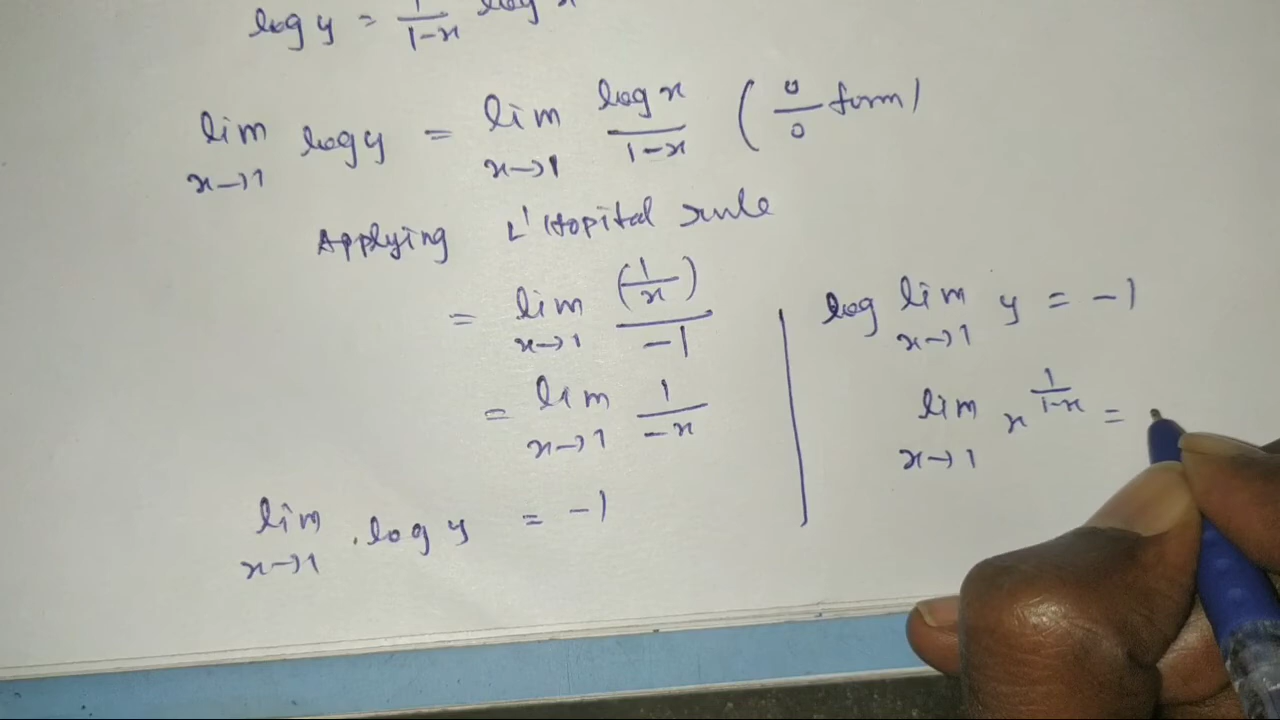 log y = 1/1-x log x
lim x→1 log y = lim x→1 log x/1-x (0/0 form)
Applying L'Hopital rule
= lim x→1 (1/x)/-1
= lim x→1 1/-x
lim x→1 . log y = -1
log lim x→1 y = -1
lim x→1 x^1/1-x =